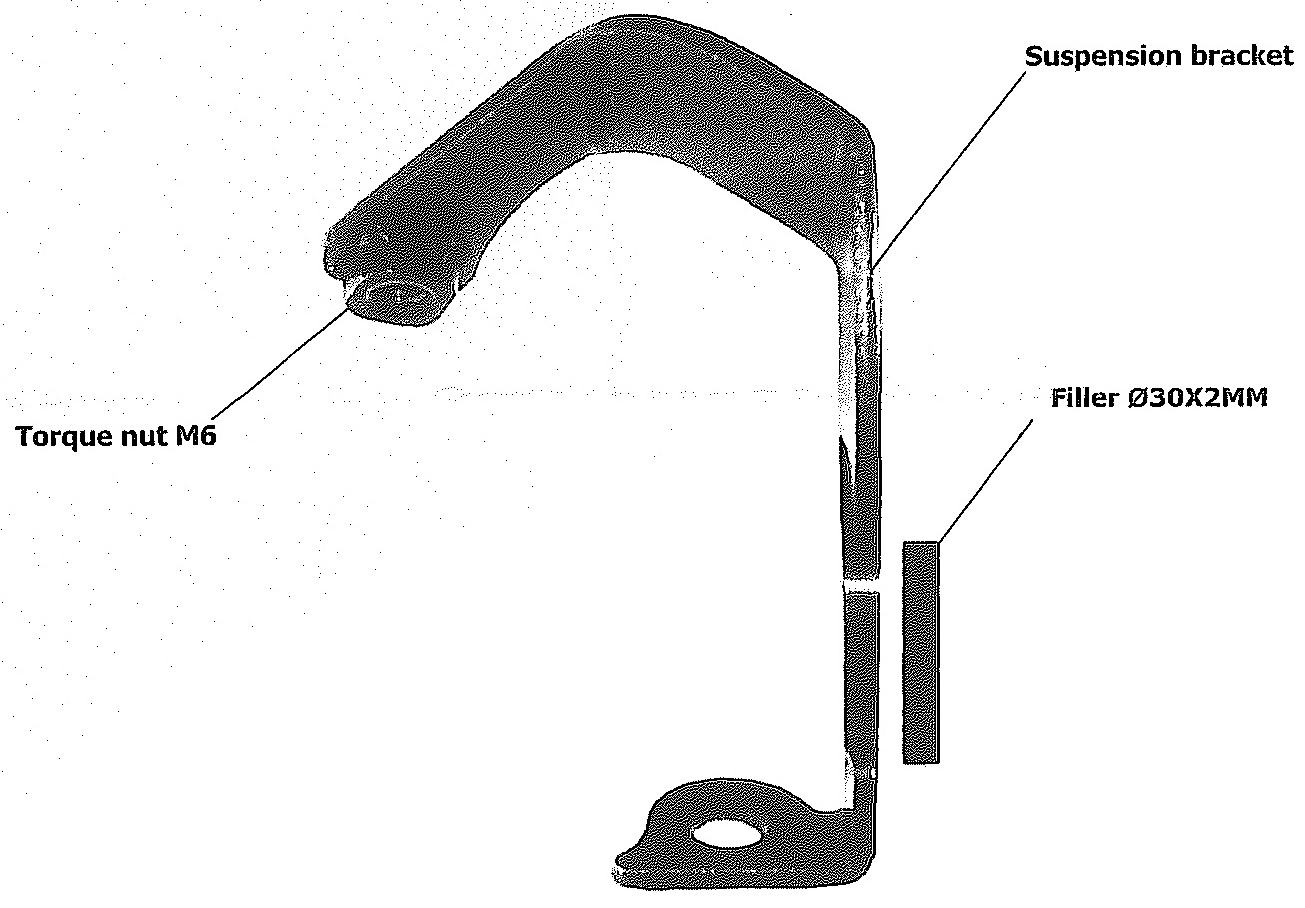 Suspension bracket
Filler Ø30X2MM
Torque nut M6